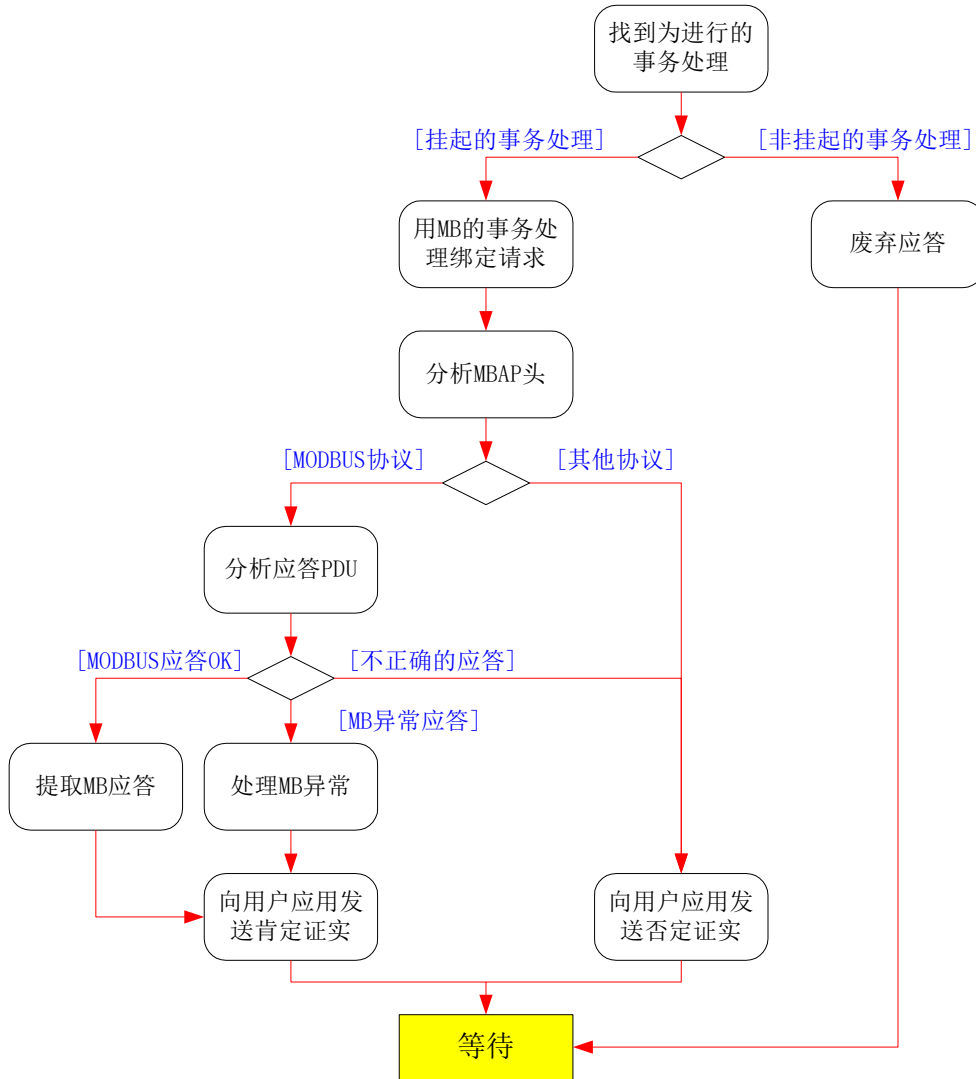 找到为进行的
事务处理
[挂起的事务处理]
[非挂起的事务处理]
用MB的事务处
理绑定请求
废弃应答
分析MBAP头
[MODBUS协议]
[其他协议]
分析应答PDU
[MODBUS应答OK]
[不正确的应答]
[MB异常应答]
提取MB应答
处理MB异常
向用户应用发
送肯定证实
向用户应用发
送否定证实
等待